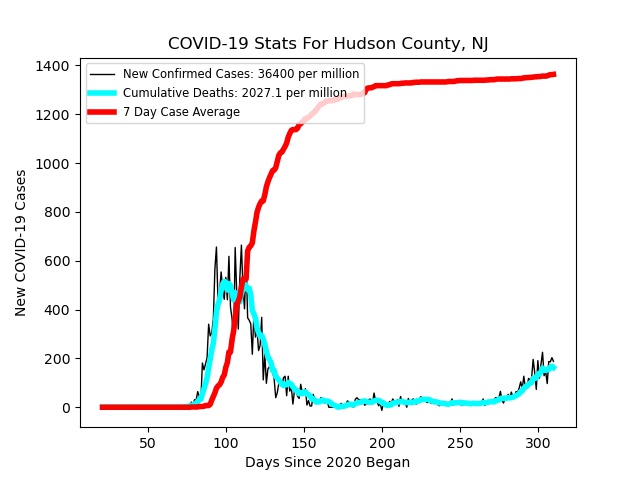 COVID-19 Stats For Hudson County, NJ
New Confirmed Cases: 36400 per million
Cumulative Deaths: 2027.1 per million
7 Day Case Average
1400
1200
1000
800
600
400
200
0
New COVID-19 Cases
50 100 150 200 250 300
Days Since 2020 Began